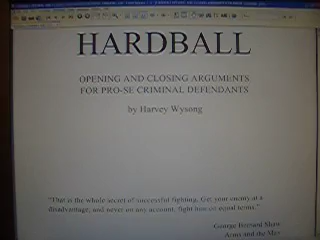 HARDBALL
OPENING AND CLOSING ARGUMENTS
FOR PRO-SE CRIMINAL DEFENDANTS
by Harvey Wysong
"That is the whole secret of successful fighting. Get your enemy at a
disadvantage; and never on any account, fight him on equal terms."
George Bernard Shaw
Arms and the Man